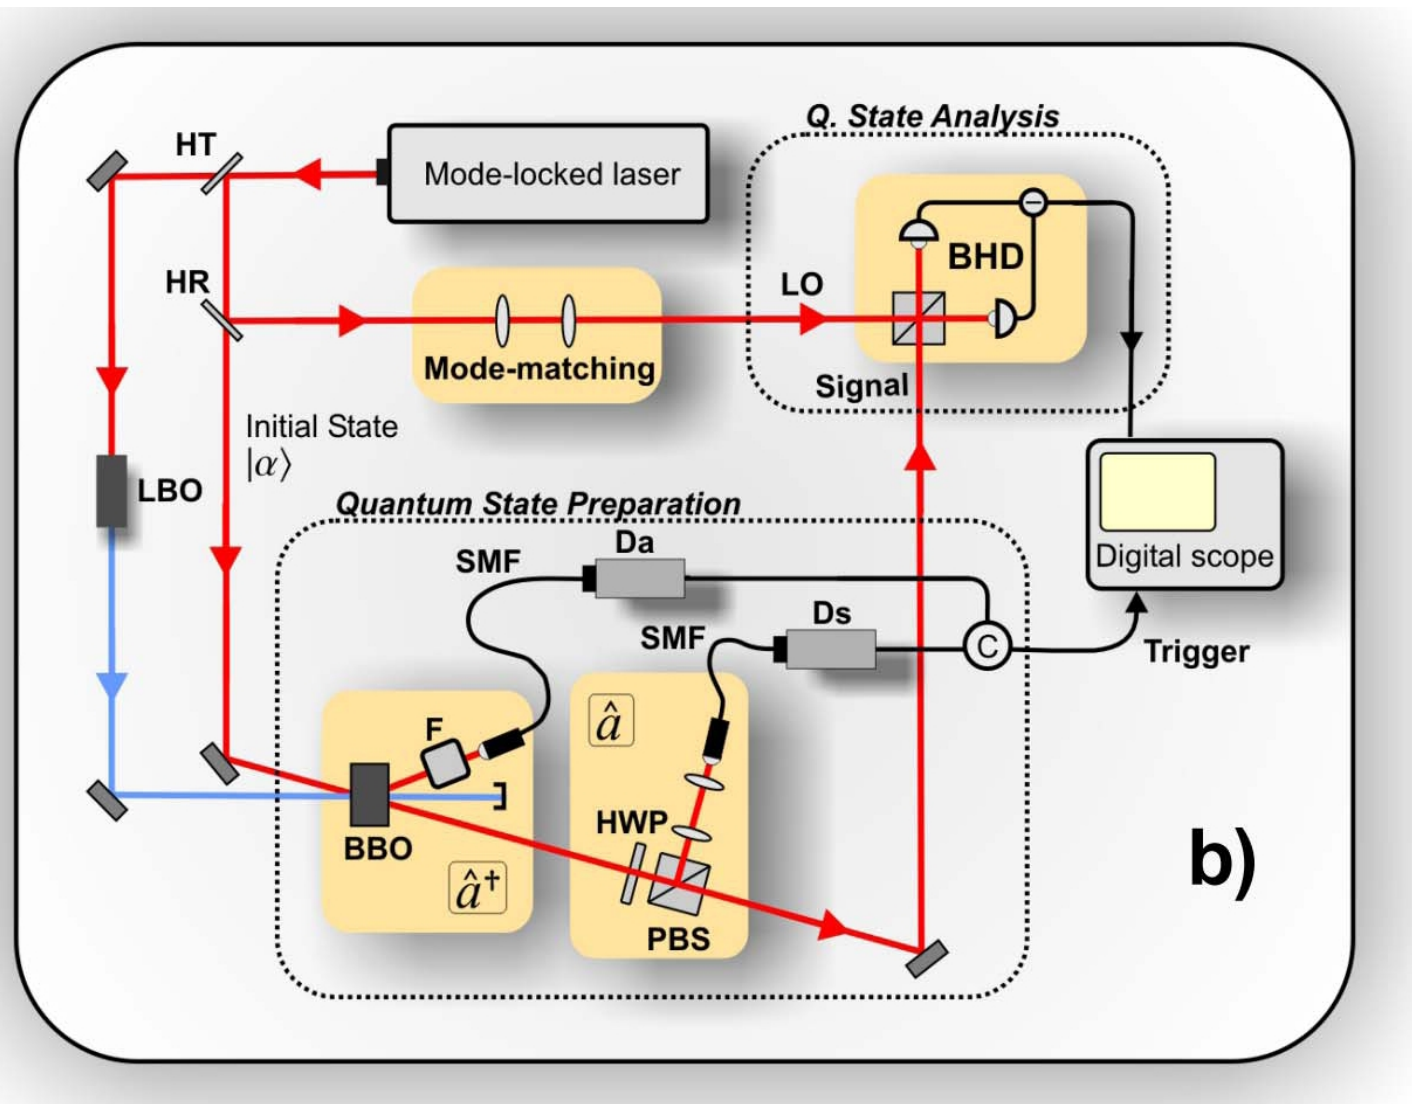 Q. State Analysis
HT
Mode-locked laser
BHD
HR
LO
Mode-matching
Signal
Initial State
|α⟩
LBO
Quantum State Preparation
Da
SMF
Digital scope
Ds
SMF
C
Trigger
â
F
HWP
BBO
b)
â†
PBS